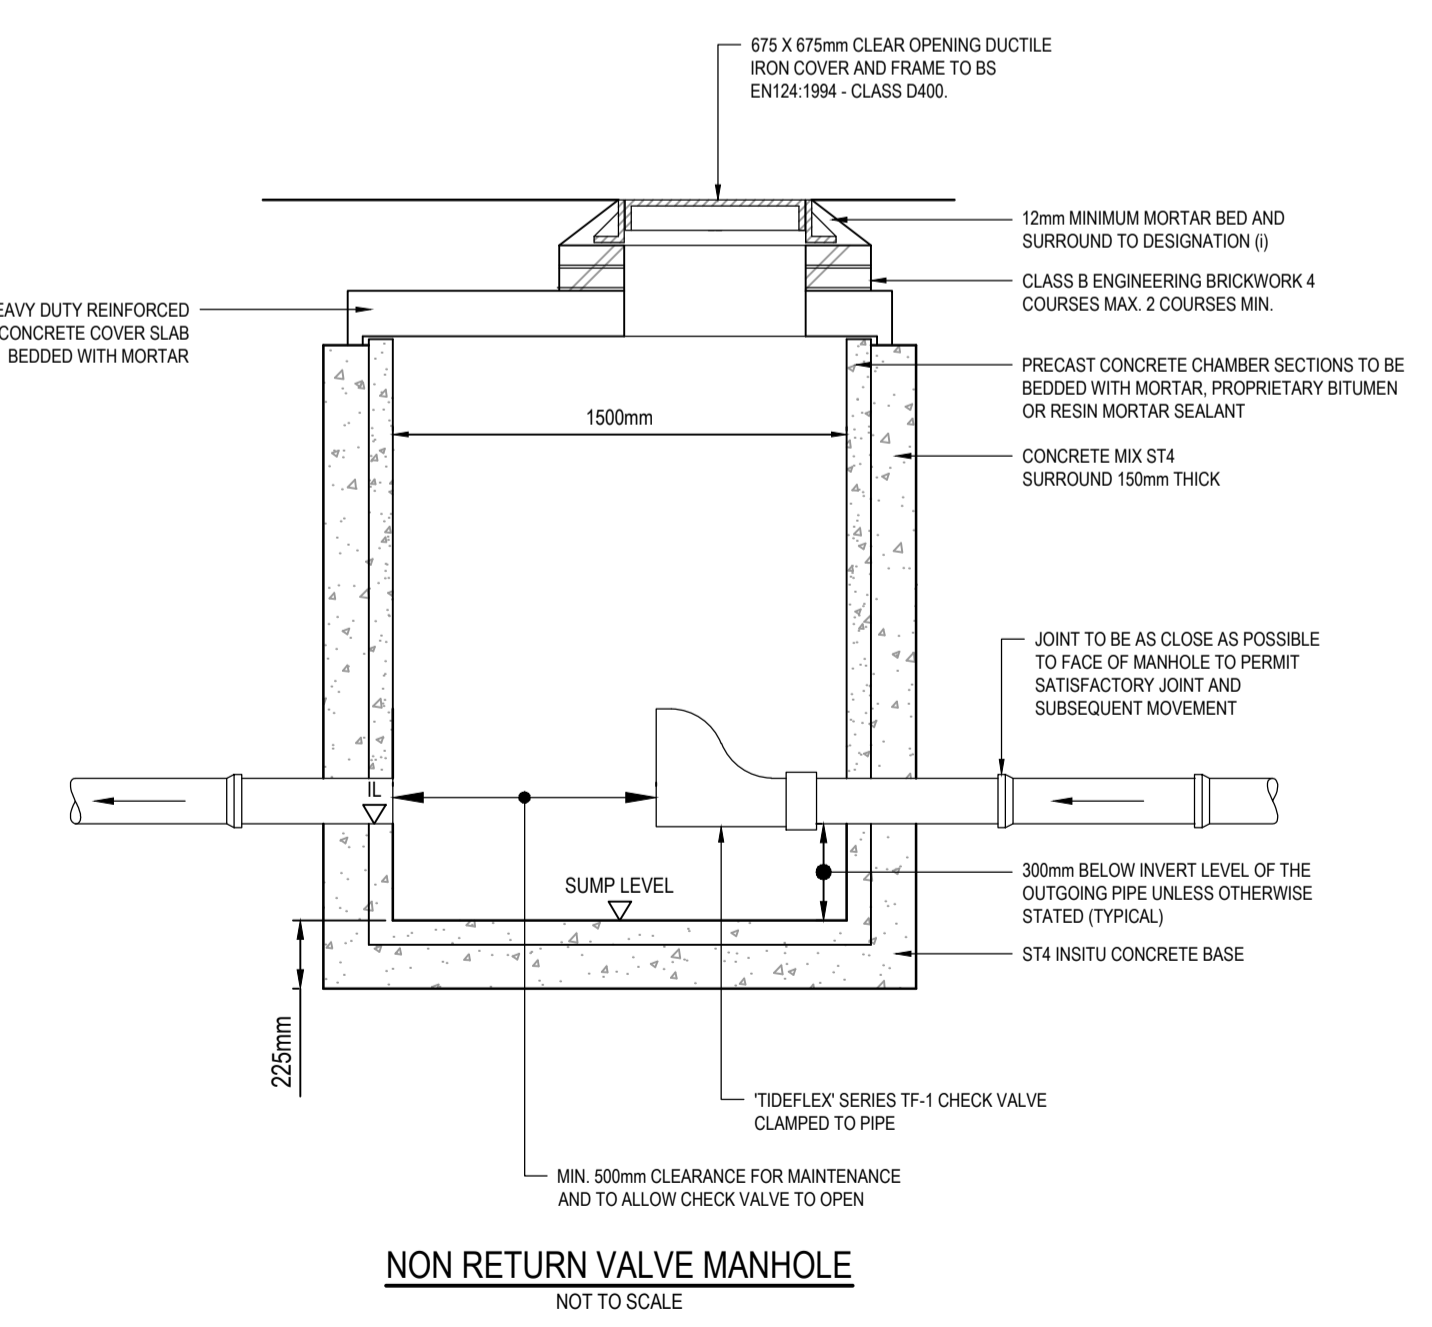 675 X 675mm CLEAR OPENING DUCTILE
IRON COVER AND FRAME TO BS
EN124:1994 - CLASS D400.
12mm MINIMUM MORTAR BED AND
SURROUND TO DESIGNATION (i)
CLASS B ENGINEERING BRICKWORK 4
COURSES MAX. 2 COURSES MIN.
DUTY REINFORCED
CONCRETE COVER SLAB
BEDDED WITH MORTAR
PRECAST CONCRETE CHAMBER SECTIONS TO BE
BEDDED WITH MORTAR, PROPRIETARY BITUMEN
OR RESIN MORTAR SEALANT
1500mm
CONCRETE MIX ST4
SURROUND 150mm THICK
JOINT TO BE AS CLOSE AS POSSIBLE
TO FACE OF MANHOLE TO PERMIT
SATISFACTORY JOINT AND
SUBSEQUENT MOVEMENT
IL
300mm BELOW INVERT LEVEL OF THE
OUTGOING PIPE UNLESS OTHERWISE
STATED (TYPICAL)
SUMP LEVEL
ST4 INSITU CONCRETE BASE
225mm
'TIDEFLEX' SERIES TF-1 CHECK VALVE
CLAMPED TO PIPE
MIN. 500mm CLEARANCE FOR MAINTENANCE
AND TO ALLOW CHECK VALVE TO OPEN
NON RETURN VALVE MANHOLE
NOT TO SCALE